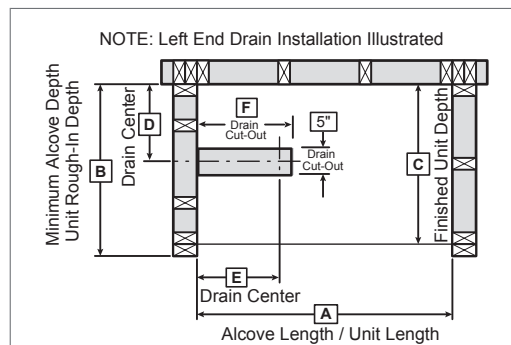 NOTE: Left End Drain Installation Illustrated
Minimum Alcove Depth
Unit Rough-In Depth
B
Drain Center
D
F
Drain
Cut-Out
5"
Drain
Cut-Out
C
Finished Unit Depth
E
Drain Center
A
Alcove Length / Unit Length